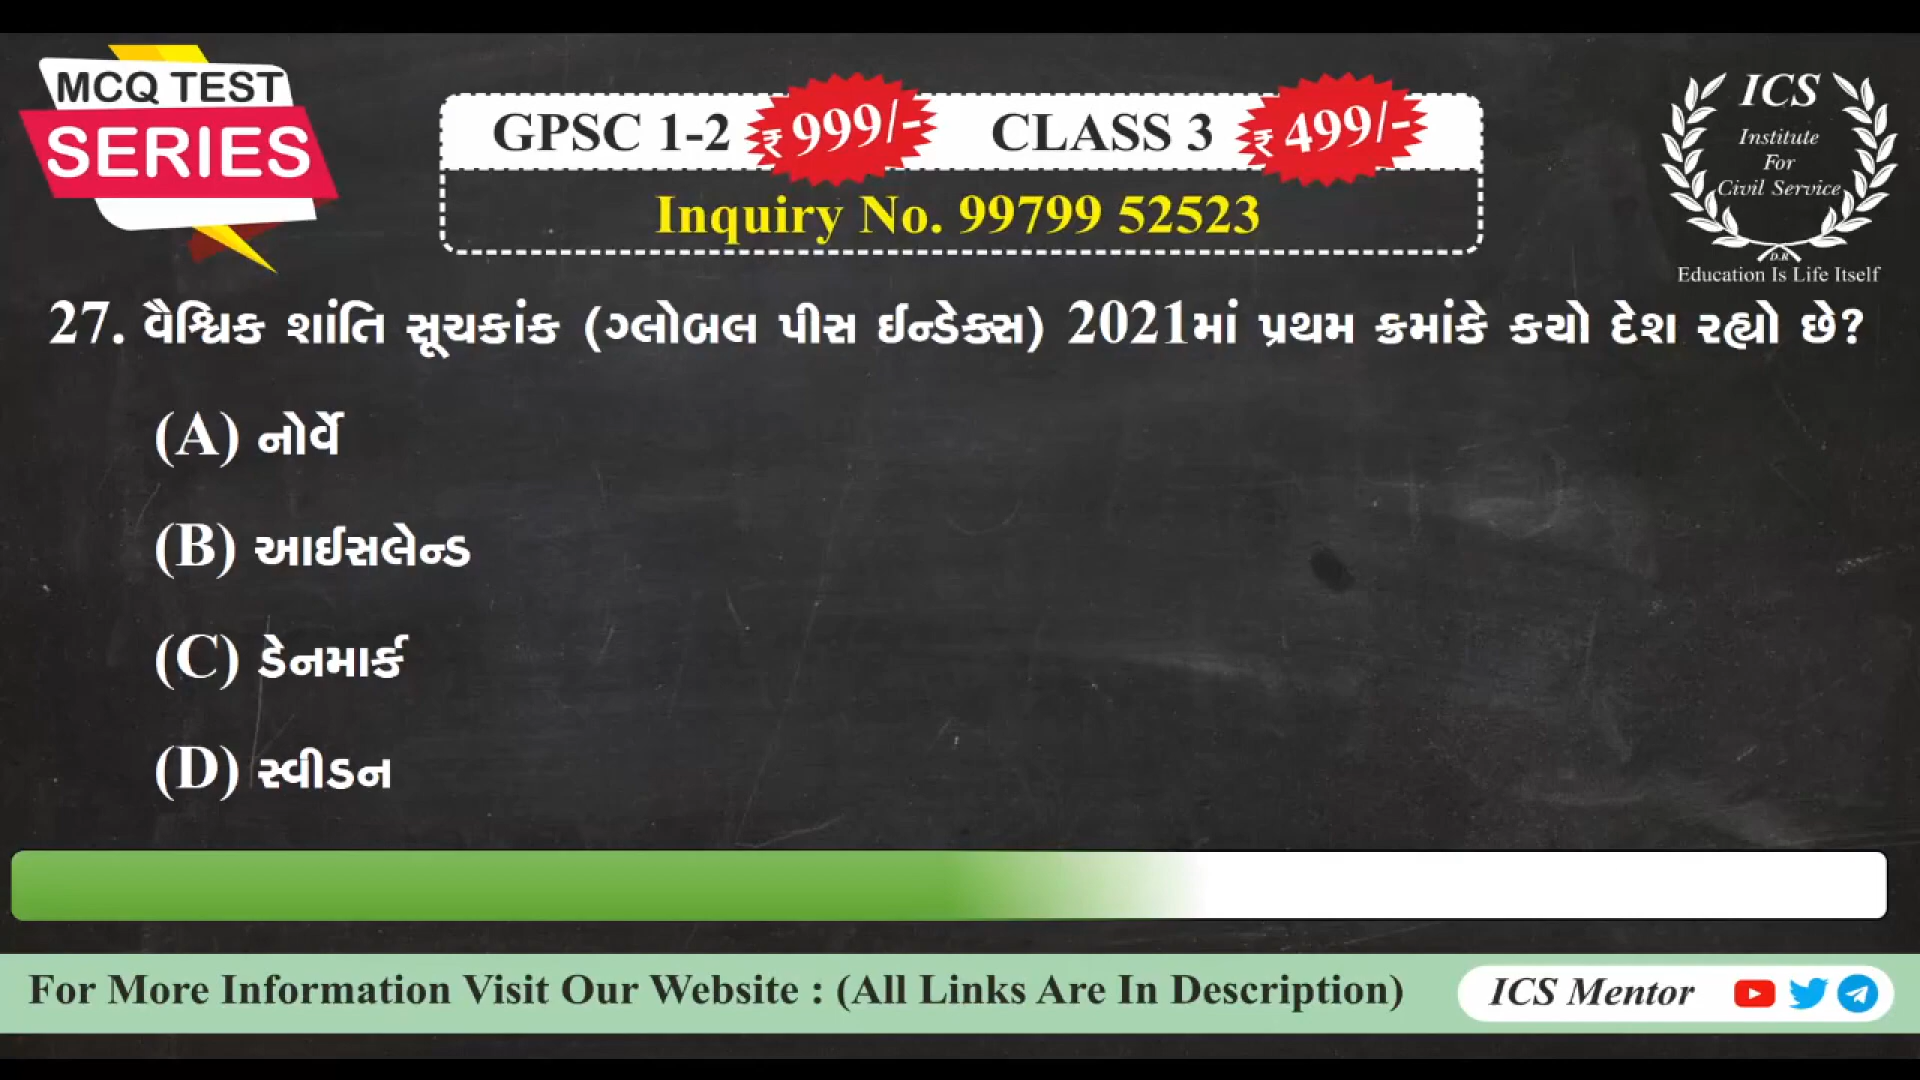 MCQ TEST
SERIES
GPSC 1-2 ₹ 999/- CLASS 3 ₹ 499/-
Inquiry No. 99799 52523
ICS
Institute
For
Civil Service
D.R
Education Is Life Itself
27. વૈશ્વિક શાંતિ સૂચકાંક (ગ્લોબલ પીસ ઈન્ડેક્સ) 2021માં પ્રથમ ક્રમાંકે કયો દેશ રહ્યો છે?
(A) નોર્વે
(B) આઈસલેન્ડ
(C) ડેનમાર્ક
(D) સ્વીડન
For More Information Visit Our Website : (All Links Are In Description)
ICS Mentor